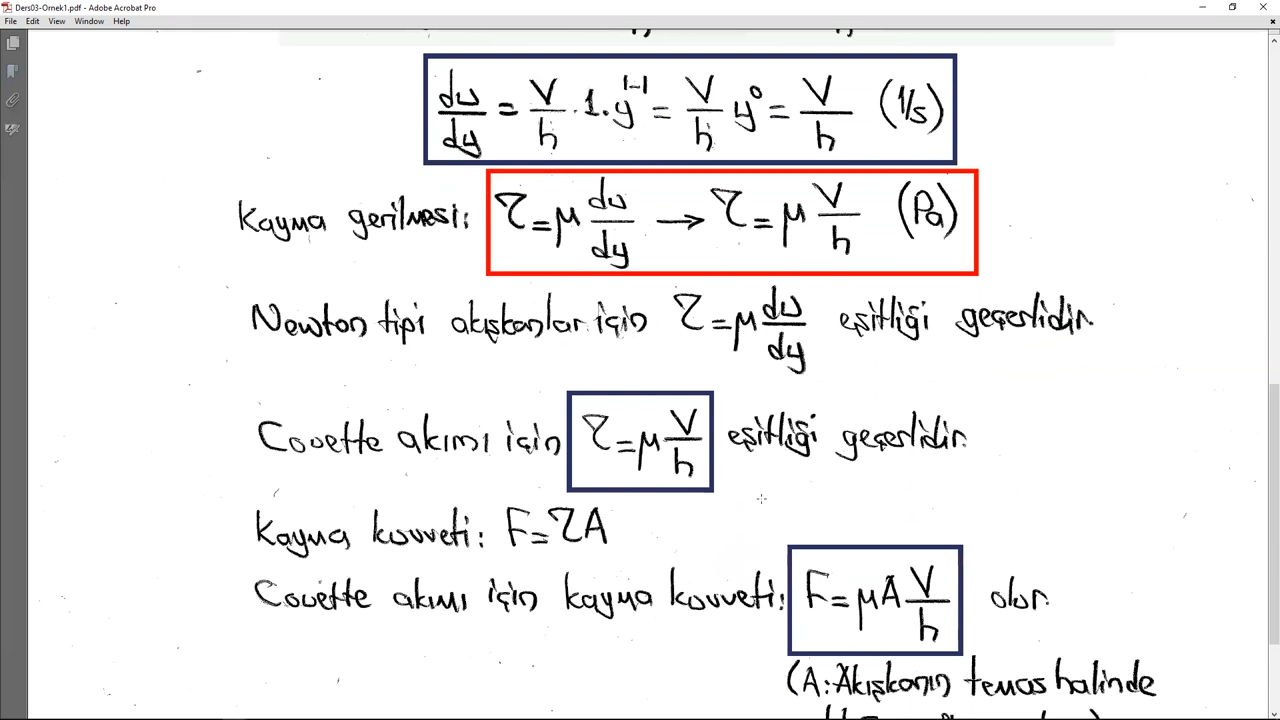 Ders03-Ornek1.pdf - Adobe Acrobat Pro
File Edit View Window Help
du/dy = V/h . 1. y^1-1 = V/h y^0 = V/h (1/s)
Kayma gerilmesi: τ = μ du/dy → τ = μ V/h (Pa)
Newton tipi akışkanlar için τ = μ du/dy eşitliği geçerlidir.
Couette akımı için τ = μ V/h eşitliği geçerlidir.
Kayma kuvveti: F = τA
Couette akımı için kayma kuvveti: F = μA V/h olur.
(A: Akışkanın temas halinde